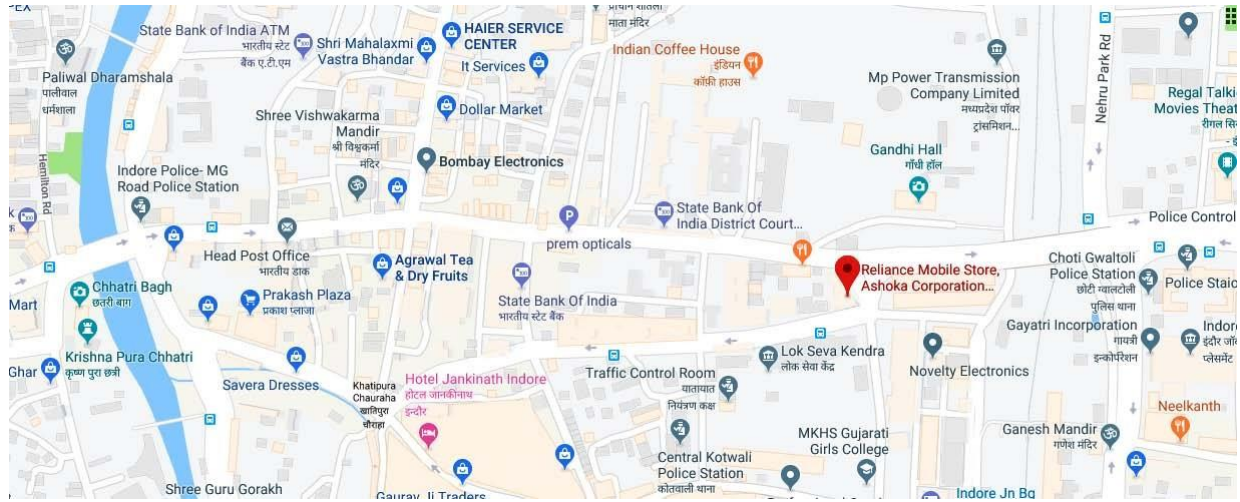 PEX
State Bank of India ATM
भारतीय स्टेट
बैंक ए.टी.एम
HAIER SERVICE
CENTER
Shri Mahalaxmi
Vastra Bhandar
It Services
माता मंदिर
Indian Coffee House
इंडियन
कॉफ़ी हाउस
Mp Power Transmission
Company Limited
मध्यप्रदेश पॉवर
ट्रांसमिशन...
Nehru Park Rd
Regal Talki
Movies Theat
रीगल सि
Paliwal Dharamshala
पालीवाल
धर्मशाला
Dollar Market
Shree Vishwakarma
Mandir
श्री विश्वकर्मा
मंदिर
Bombay Electronics
Gandhi Hall
गाँधी हॉल
Hemilton Rd
Indore Police- MG
Road Police Station
State Bank Of
India District Court...
Police Control
P
prem opticals
Head Post Office
भारतीय डाक
Agrawal Tea
& Dry Fruits
Reliance Mobile Store,
Ashoka Corporation...
Choti Gwaltoli
Police Station
छोटी ग्वालटोली
पुलिस थाना
Police Staio
Mart
Chhatri Bagh
छतरी बाग
Prakash Plaza
प्रकाश प्लाजा
State Bank Of India
भारतीय स्टेट बैंक
Gayatri Incorporation
गायत्री
इन्कोर्पोरेशन
Indore
इंदौर जॉ
प्लेसमेंट
Krishna Pura Chhatri
कृष्ण पुरा छत्री
Ghar
Savera Dresses
Khatipura
Chauraha
खातिपुरा
चौराहा
Hotel Jankinath Indore
होटल जानकीनाथ
इन्दौर
Traffic Control Room
यातायात
नियंत्रण कक्ष
Lok Seva Kendra
लोक सेवा केंद्र
Novelty Electronics
Neelkanth
Ganesh Mandir
गणेश मंदिर
MKHS Gujarati
Girls College
Central Kotwali
Police Station
कोतवाली थाना
Shree Guru Gorakh
Gaurav Ji Traders
Indore Jn Bg